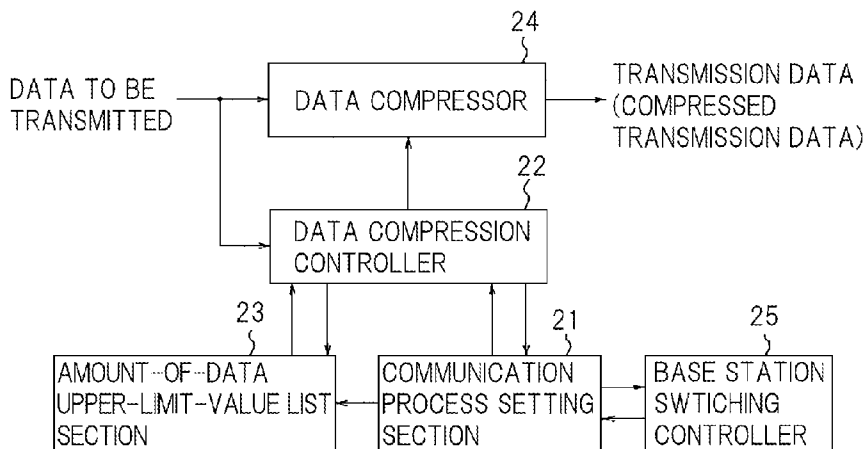 24
DATA TO BE
TRANSMITTED
DATA COMPRESSOR
TRANSMISSION DATA
(COMPRESSED
TRANSMISSION DATA)
22
DATA COMPRESSION
CONTROLLER
23
AMOUNT-OF-DATA
UPPER-LIMIT-VALUE LIST
SECTION
21
COMMUNICATION
PROCESS SETTING
SECTION
25
BASE STATION
SWTICHING
CONTROLLER